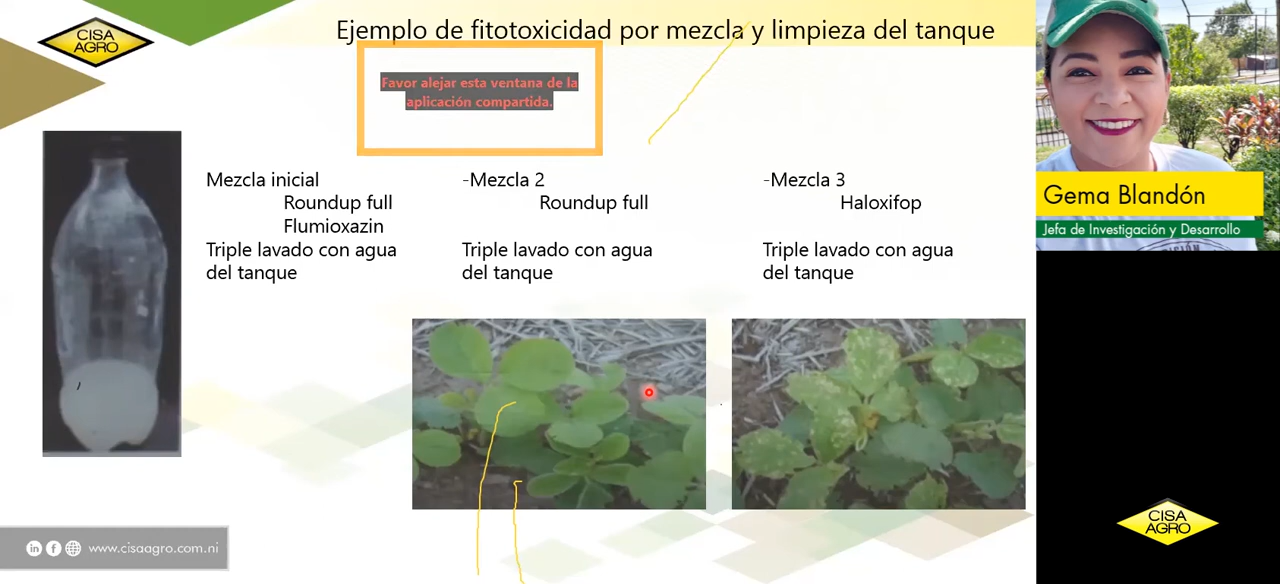 CISA
AGRO
Ejemplo de fitotoxicidad por mezcla y limpieza del tanque
Favor alejar esta ventana de la
aplicación compartida.
Mezcla inicial
Roundup full
Flumioxazin
Triple lavado con agua
del tanque
-Mezcla 2
Roundup full
Triple lavado con agua
del tanque
-Mezcla 3
Haloxifop
Triple lavado con agua
del tanque
Gema Blandón
Jefa de Investigación y Desarrollo
www.cisaagro.com.ni
CISA
AGRO